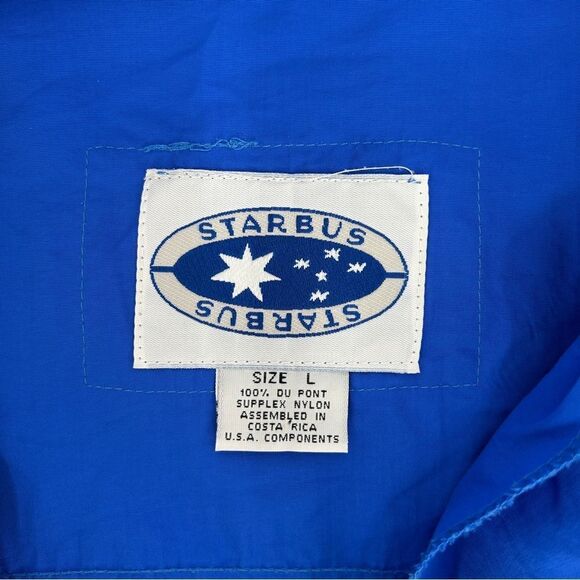 STARBUS
STARBUS
SIZE L
100% DU PONT
SUPPLEX NYLON
ASSEMBLED IN
COSTA RICA
U.S.A. COMPONENTS